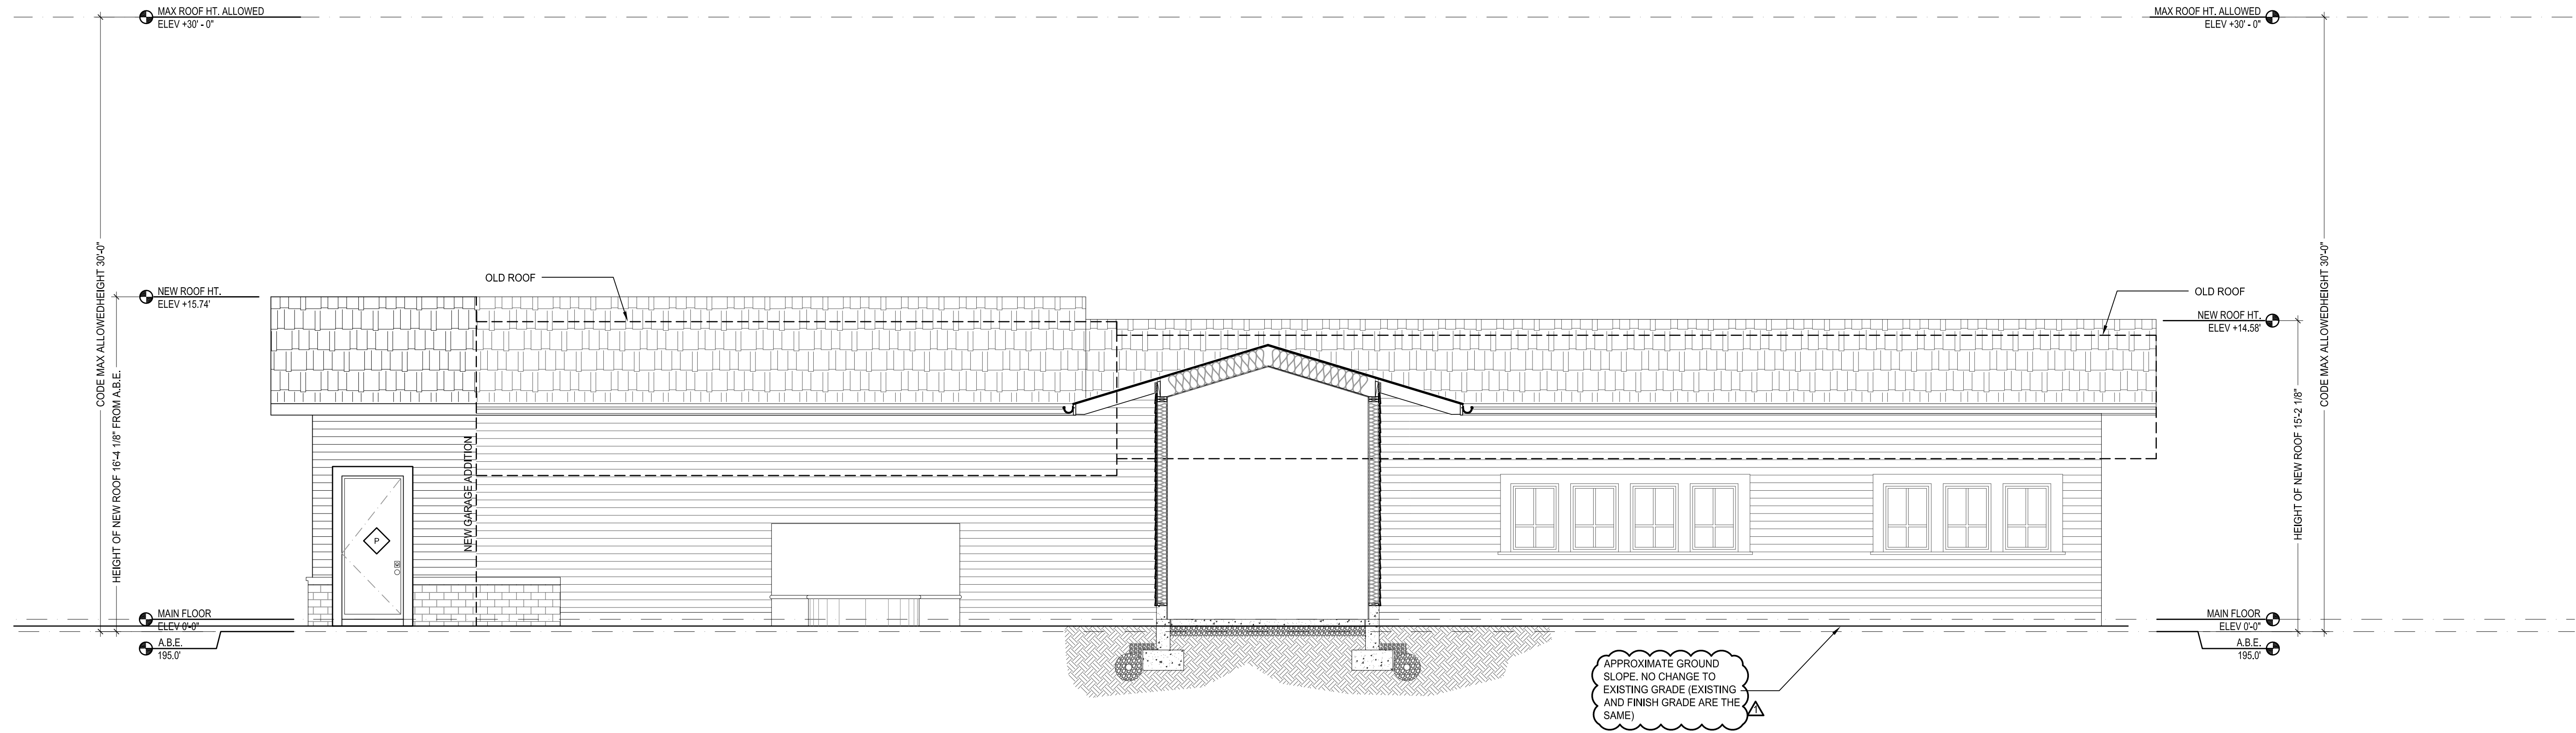 MAX ROOF HT. ALLOWED
ELEV +30' - 0"
MAX ROOF HT. ALLOWED
ELEV +30' - 0"
CODE MAX ALLOWEDHEIGHT 30'-0"
HEIGHT OF NEW ROOF 16'-4 1/8" FROM A.B.E.
NEW ROOF HT.
ELEV +15.74'
OLD ROOF
NEW GARAGE ADDITION
P
MAIN FLOOR
ELEV 0'-0"
A.B.E.
195.0'
OLD ROOF
NEW ROOF HT.
ELEV +14.58'
HEIGHT OF NEW ROOF 15'-2 1/8"
CODE MAX ALLOWEDHEIGHT 30'-0"
MAIN FLOOR
ELEV 0'-0"
A.B.E.
195.0'
APPROXIMATE GROUND
SLOPE. NO CHANGE TO
EXISTING GRADE (EXISTING
AND FINISH GRADE ARE THE
SAME)
1